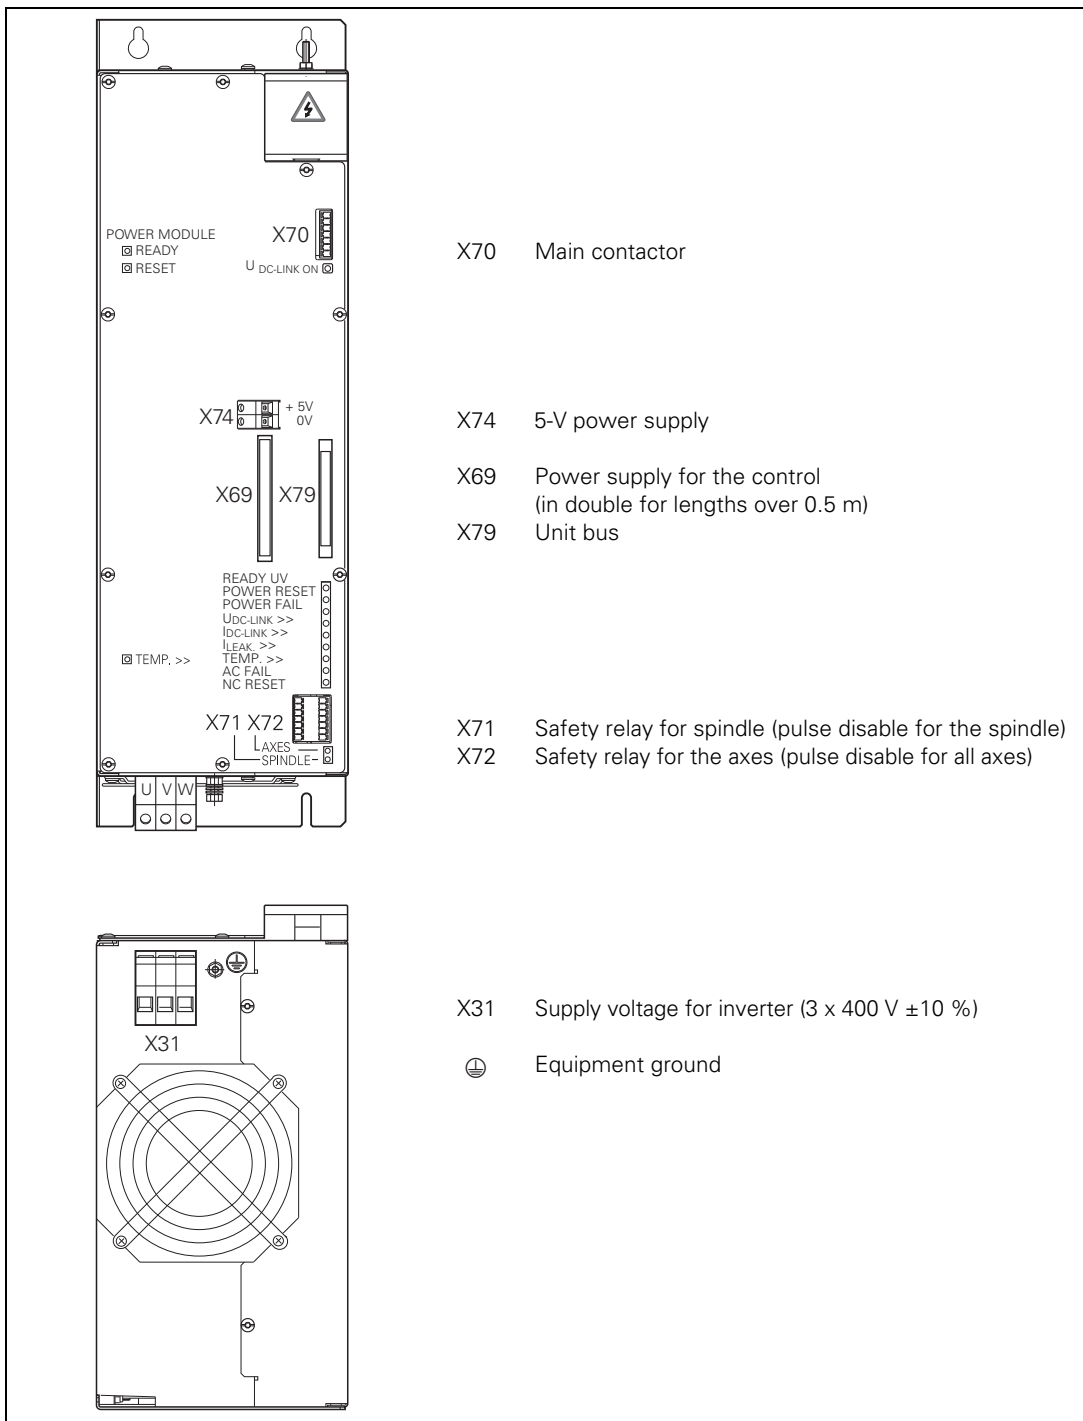 POWER MODULE
READY
RESET
X70
U DC-LINK ON
X70 Main contactor
X74
+ 5V
0V
X74 5-V power supply
X69 X79
X69 Power supply for the control
(in double for lengths over 0.5 m)
X79 Unit bus
READY UV
POWER RESET
POWER FAIL
UDC-LINK >>
IDC-LINK >>
ILEAK. >>
TEMP. >>
TEMP. >>
AC FAIL
NC RESET
X71 X72
AXES
SPINDLE
X71 Safety relay for spindle (pulse disable for the spindle)
X72 Safety relay for the axes (pulse disable for all axes)
U V W
X31
X31 Supply voltage for inverter (3 x 400 V ±10 %)
Equipment ground